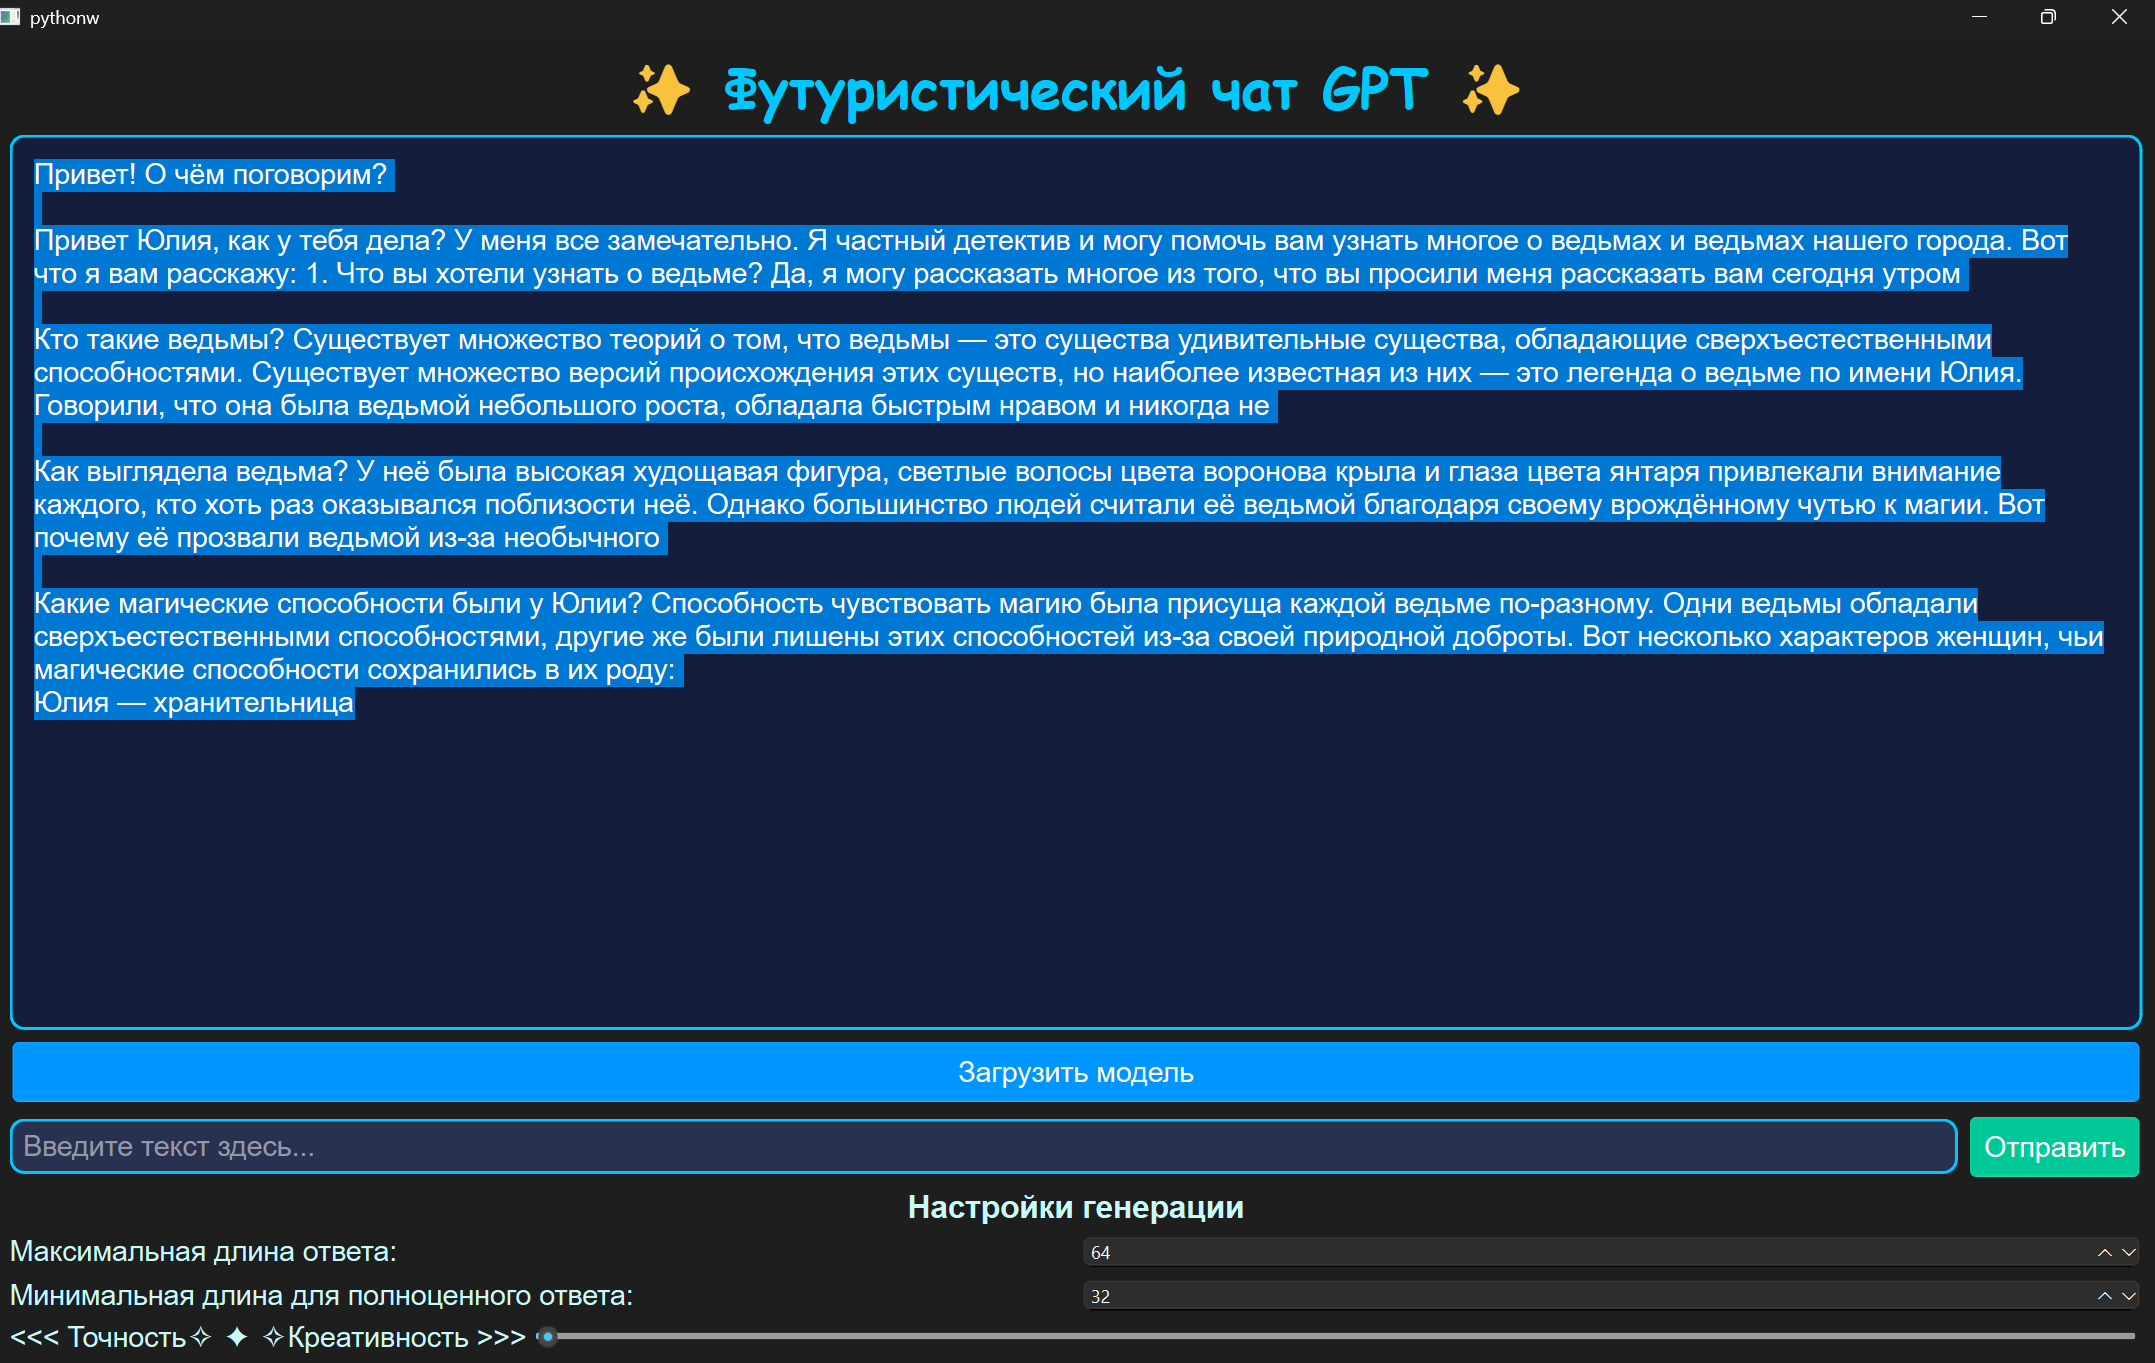 pythonw
✨ Футуристический чат GPT ✨
Привет! О чём поговорим?
Привет Юлия, как у тебя дела? У меня все замечательно. Я частный детектив и могу помочь вам узнать многое о ведьмах и ведьмах нашего города. Вот
что я вам расскажу: 1. Что вы хотели узнать о ведьме? Да, я могу рассказать многое из того, что вы просили меня рассказать вам сегодня утром
Кто такие ведьмы? Существует множество теорий о том, что ведьмы — это существа удивительные существа, обладающие сверхъестественными
способностями. Существует множество версий происхождения этих существ, но наиболее известная из них — это легенда о ведьме по имени Юлия.
Говорили, что она была ведьмой небольшого роста, обладала быстрым нравом и никогда не
Как выглядела ведьма? У неё была высокая худощавая фигура, светлые волосы цвета воронова крыла и глаза цвета янтаря привлекали внимание
каждого, кто хоть раз оказывался поблизости неё. Однако большинство людей считали её ведьмой благодаря своему врождённому чутью к магии. Вот
почему её прозвали ведьмой из-за необычного
Какие магические способности были у Юлии? Способность чувствовать магию была присуща каждой ведьме по-разному. Одни ведьмы обладали
сверхъестественными способностями, другие же были лишены этих способностей из-за своей природной доброты. Вот несколько характеров женщин, чьи
магические способности сохранились в их роду:
Юлия — хранительница
Загрузить модель
Введите текст здесь...
Отправить
Настройки генерации
Максимальная длина ответа:
64
Минимальная длина для полноценного ответа:
32
<<< Точность✧ ✦ ✧Креативность >>>